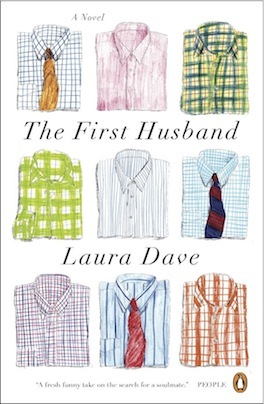 A Novel
The First Husband
Laura Dave
"A fresh funny take on the search for a soulmate." PEOPLE